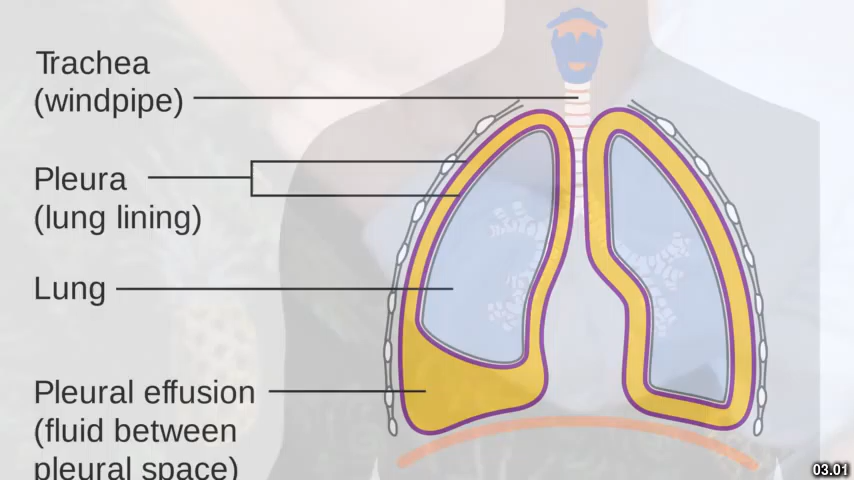 Trachea
(windpipe)
Pleura
(lung lining)
Lung
Pleural effusion
(fluid between
pleural space)
03.01